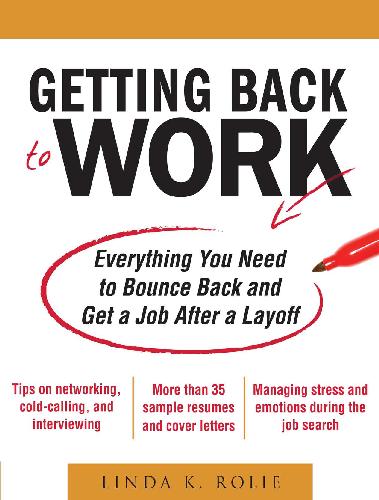 GETTING BACK
to WORK
Everything You Need
to Bounce Back and
Get a Job After a Layoff
Tips on networking,
cold-calling, and
interviewing
More than 35
sample resumes
and cover letters
Managing stress and
emotions during the
job search
LINDA K. ROLIE